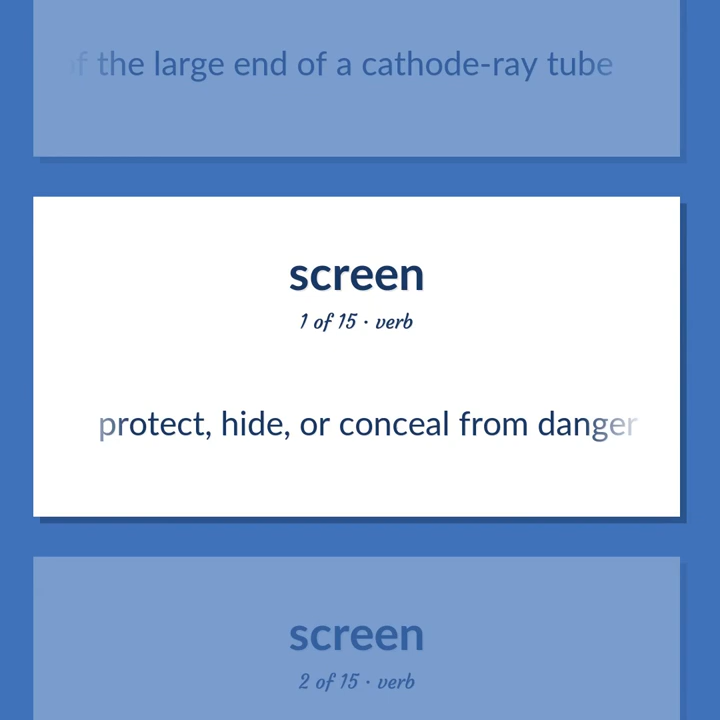 of the large end of a cathode-ray tube
screen
1 of 15 · verb
protect, hide, or conceal from danger
screen
2 of 15 · verb